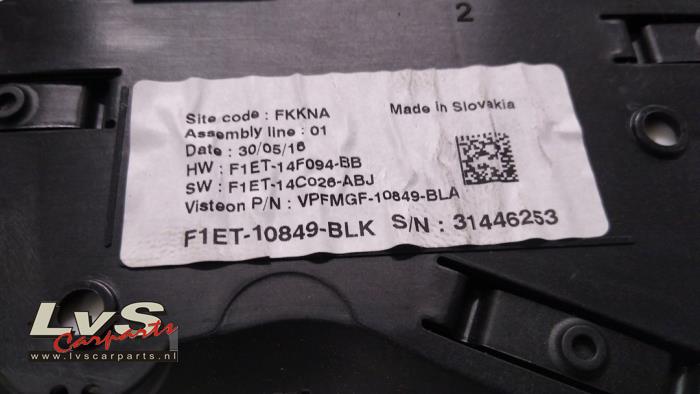 2
Site code : FKKNA
Made in Slovakia
Assembly line : 01
Date : 30/05/16
HW : F1ET-14F094-BB
SW : F1ET-14C026-ABJ
Visteon P/N : VPFMGF-10849-BLA
F1ET-10849-BLK S/N : 31446253
LvS
Carparts
www.lvscarparts.nl